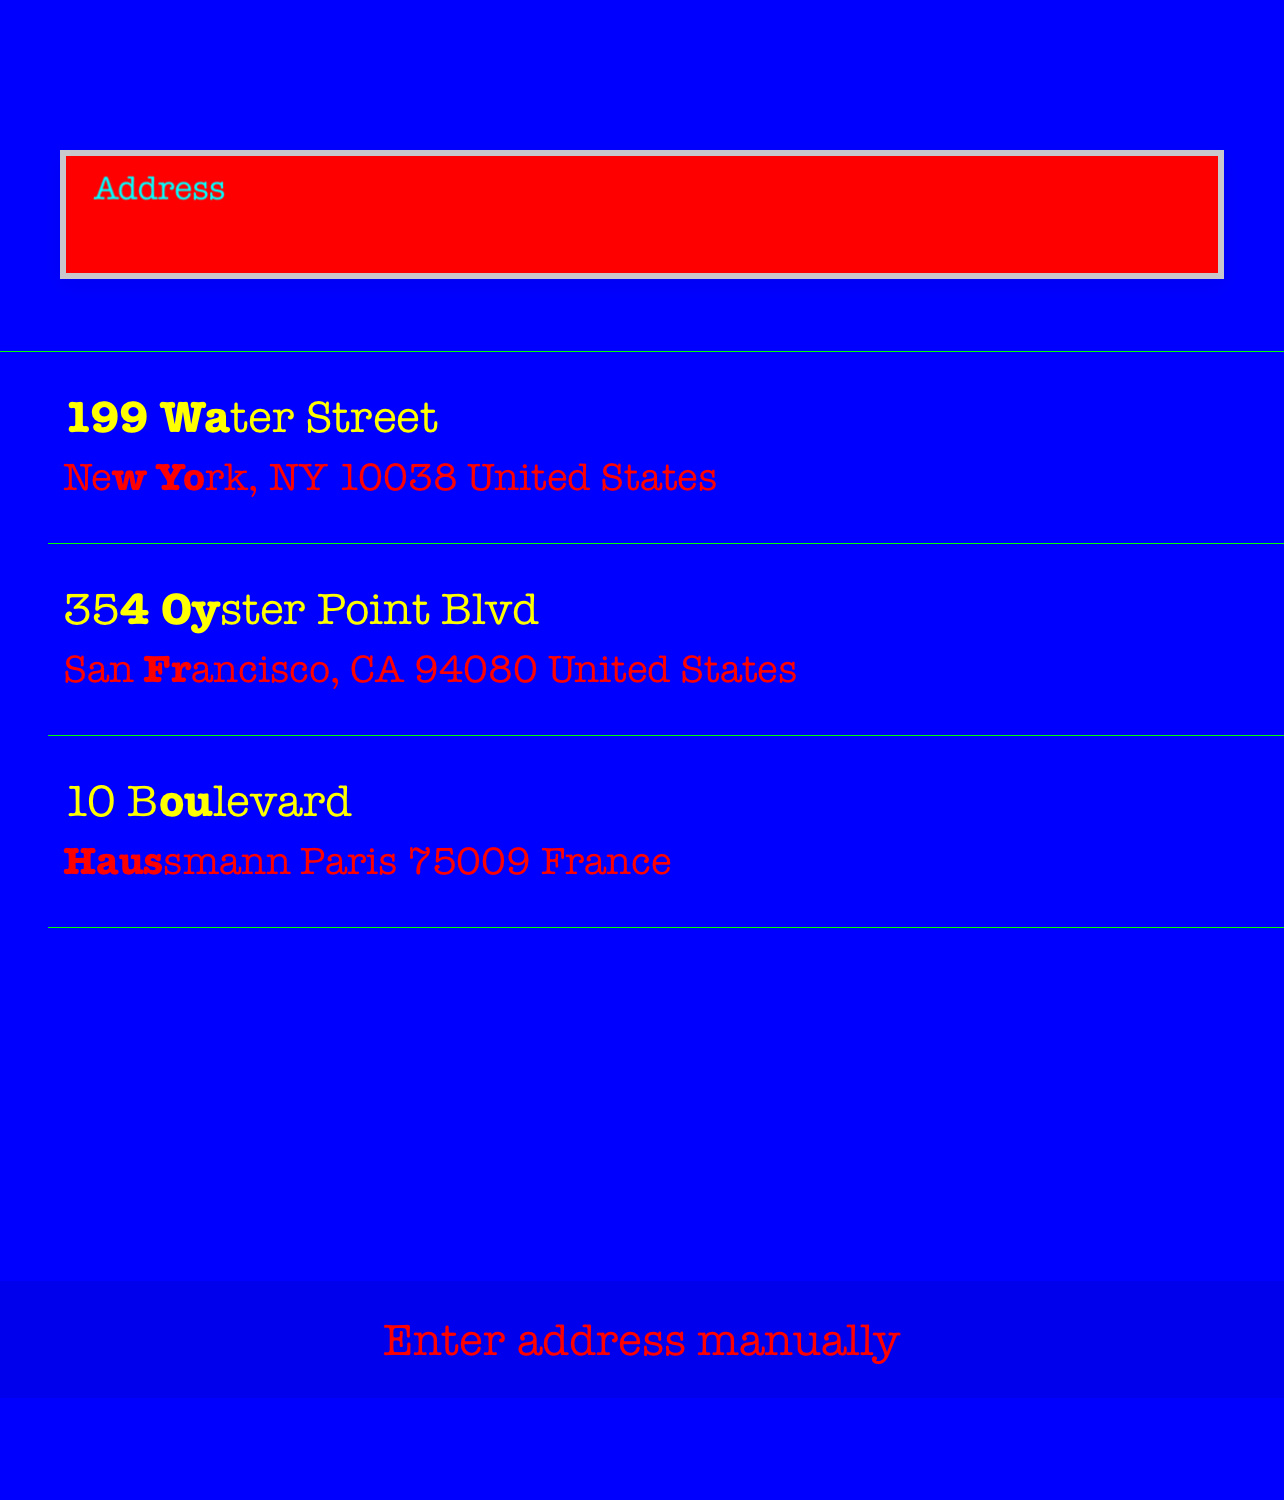 Address
199 Water Street
New York, NY 10038 United States
354 Oyster Point Blvd
San Francisco, CA 94080 United States
10 Boulevard
Haussmann Paris 75009 France
Enter address manually